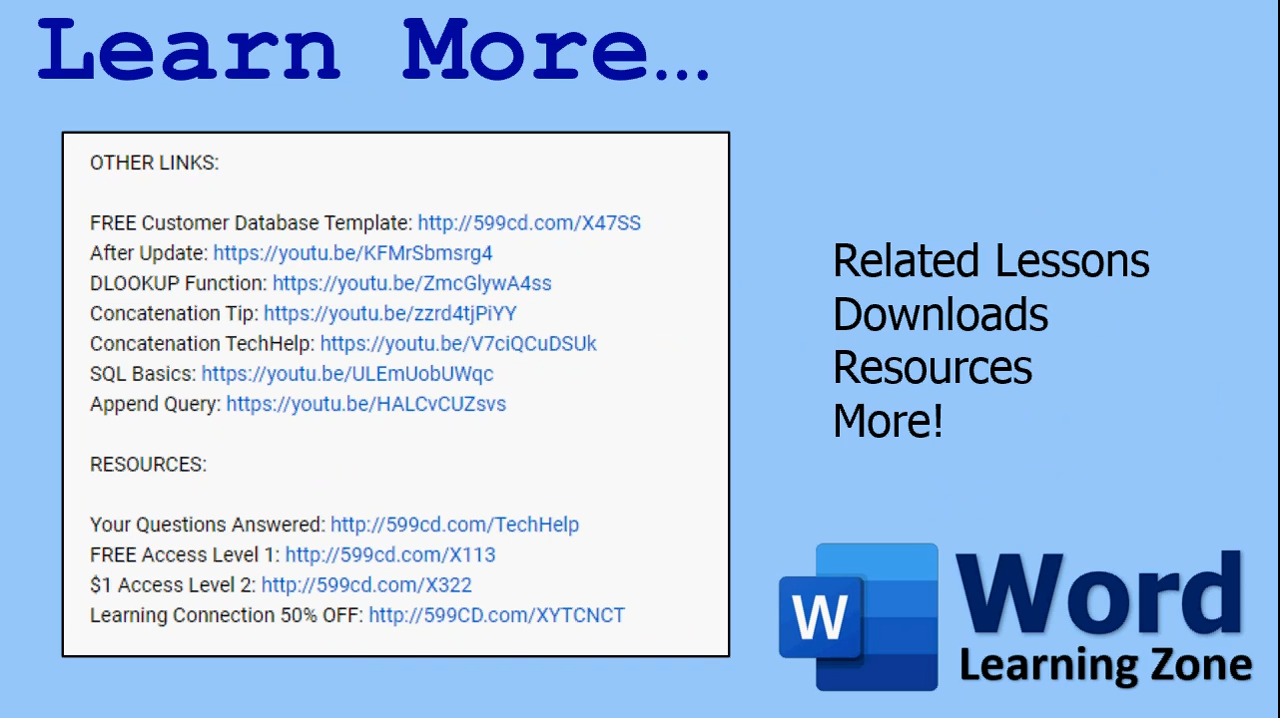 Learn More...
OTHER LINKS:
FREE Customer Database Template: http://599cd.com/X47SS
After Update: https://youtu.be/KFMrSbmsrg4
DLOOKUP Function: https://youtu.be/ZmcGlywA4ss
Concatenation Tip: https://youtu.be/zzrd4tjPiYY
Concatenation TechHelp: https://youtu.be/V7ciQCuDSUk
SQL Basics: https://youtu.be/ULEmUobUWqc
Append Query: https://youtu.be/HALCvCUZsvs
RESOURCES:
Your Questions Answered: http://599cd.com/TechHelp
FREE Access Level 1: http://599cd.com/X113
$1 Access Level 2: http://599cd.com/X322
Learning Connection 50% OFF: http://599CD.com/XYTCNCT
Related Lessons
Downloads
Resources
More!
W
Word
Learning Zone